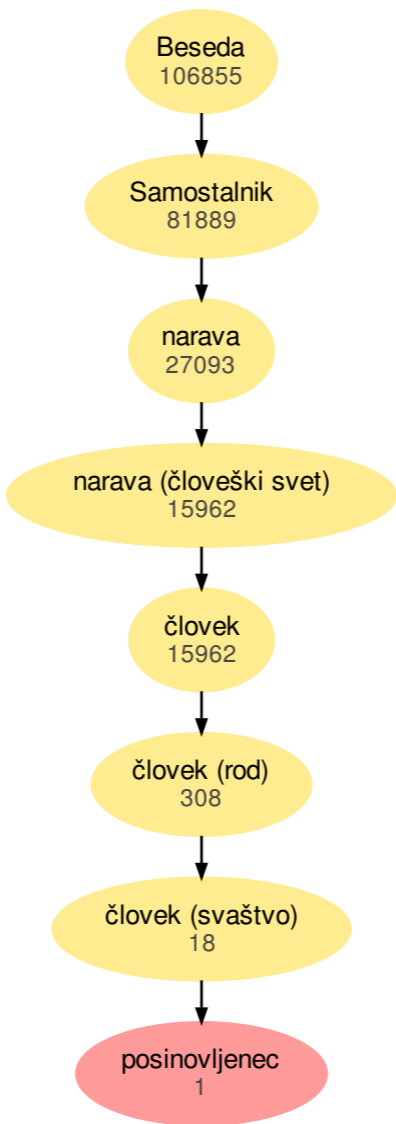 Beseda
106855
Samostalnik
81889
narava
27093
narava (človeški svet)
15962
človek
15962
človek (rod)
308
človek (svaštvo)
18
posinovljenec
1